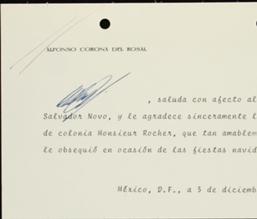 ALFONSO CORONA DEL ROSAL
, saluda con afecto al
Salvador Novo, y le agradece sinceramente l
de colonia Monsieur Rocher, que tan amablem
le obsequió en ocasión de las fiestas navid
México, D.F., a 3 de diciemb